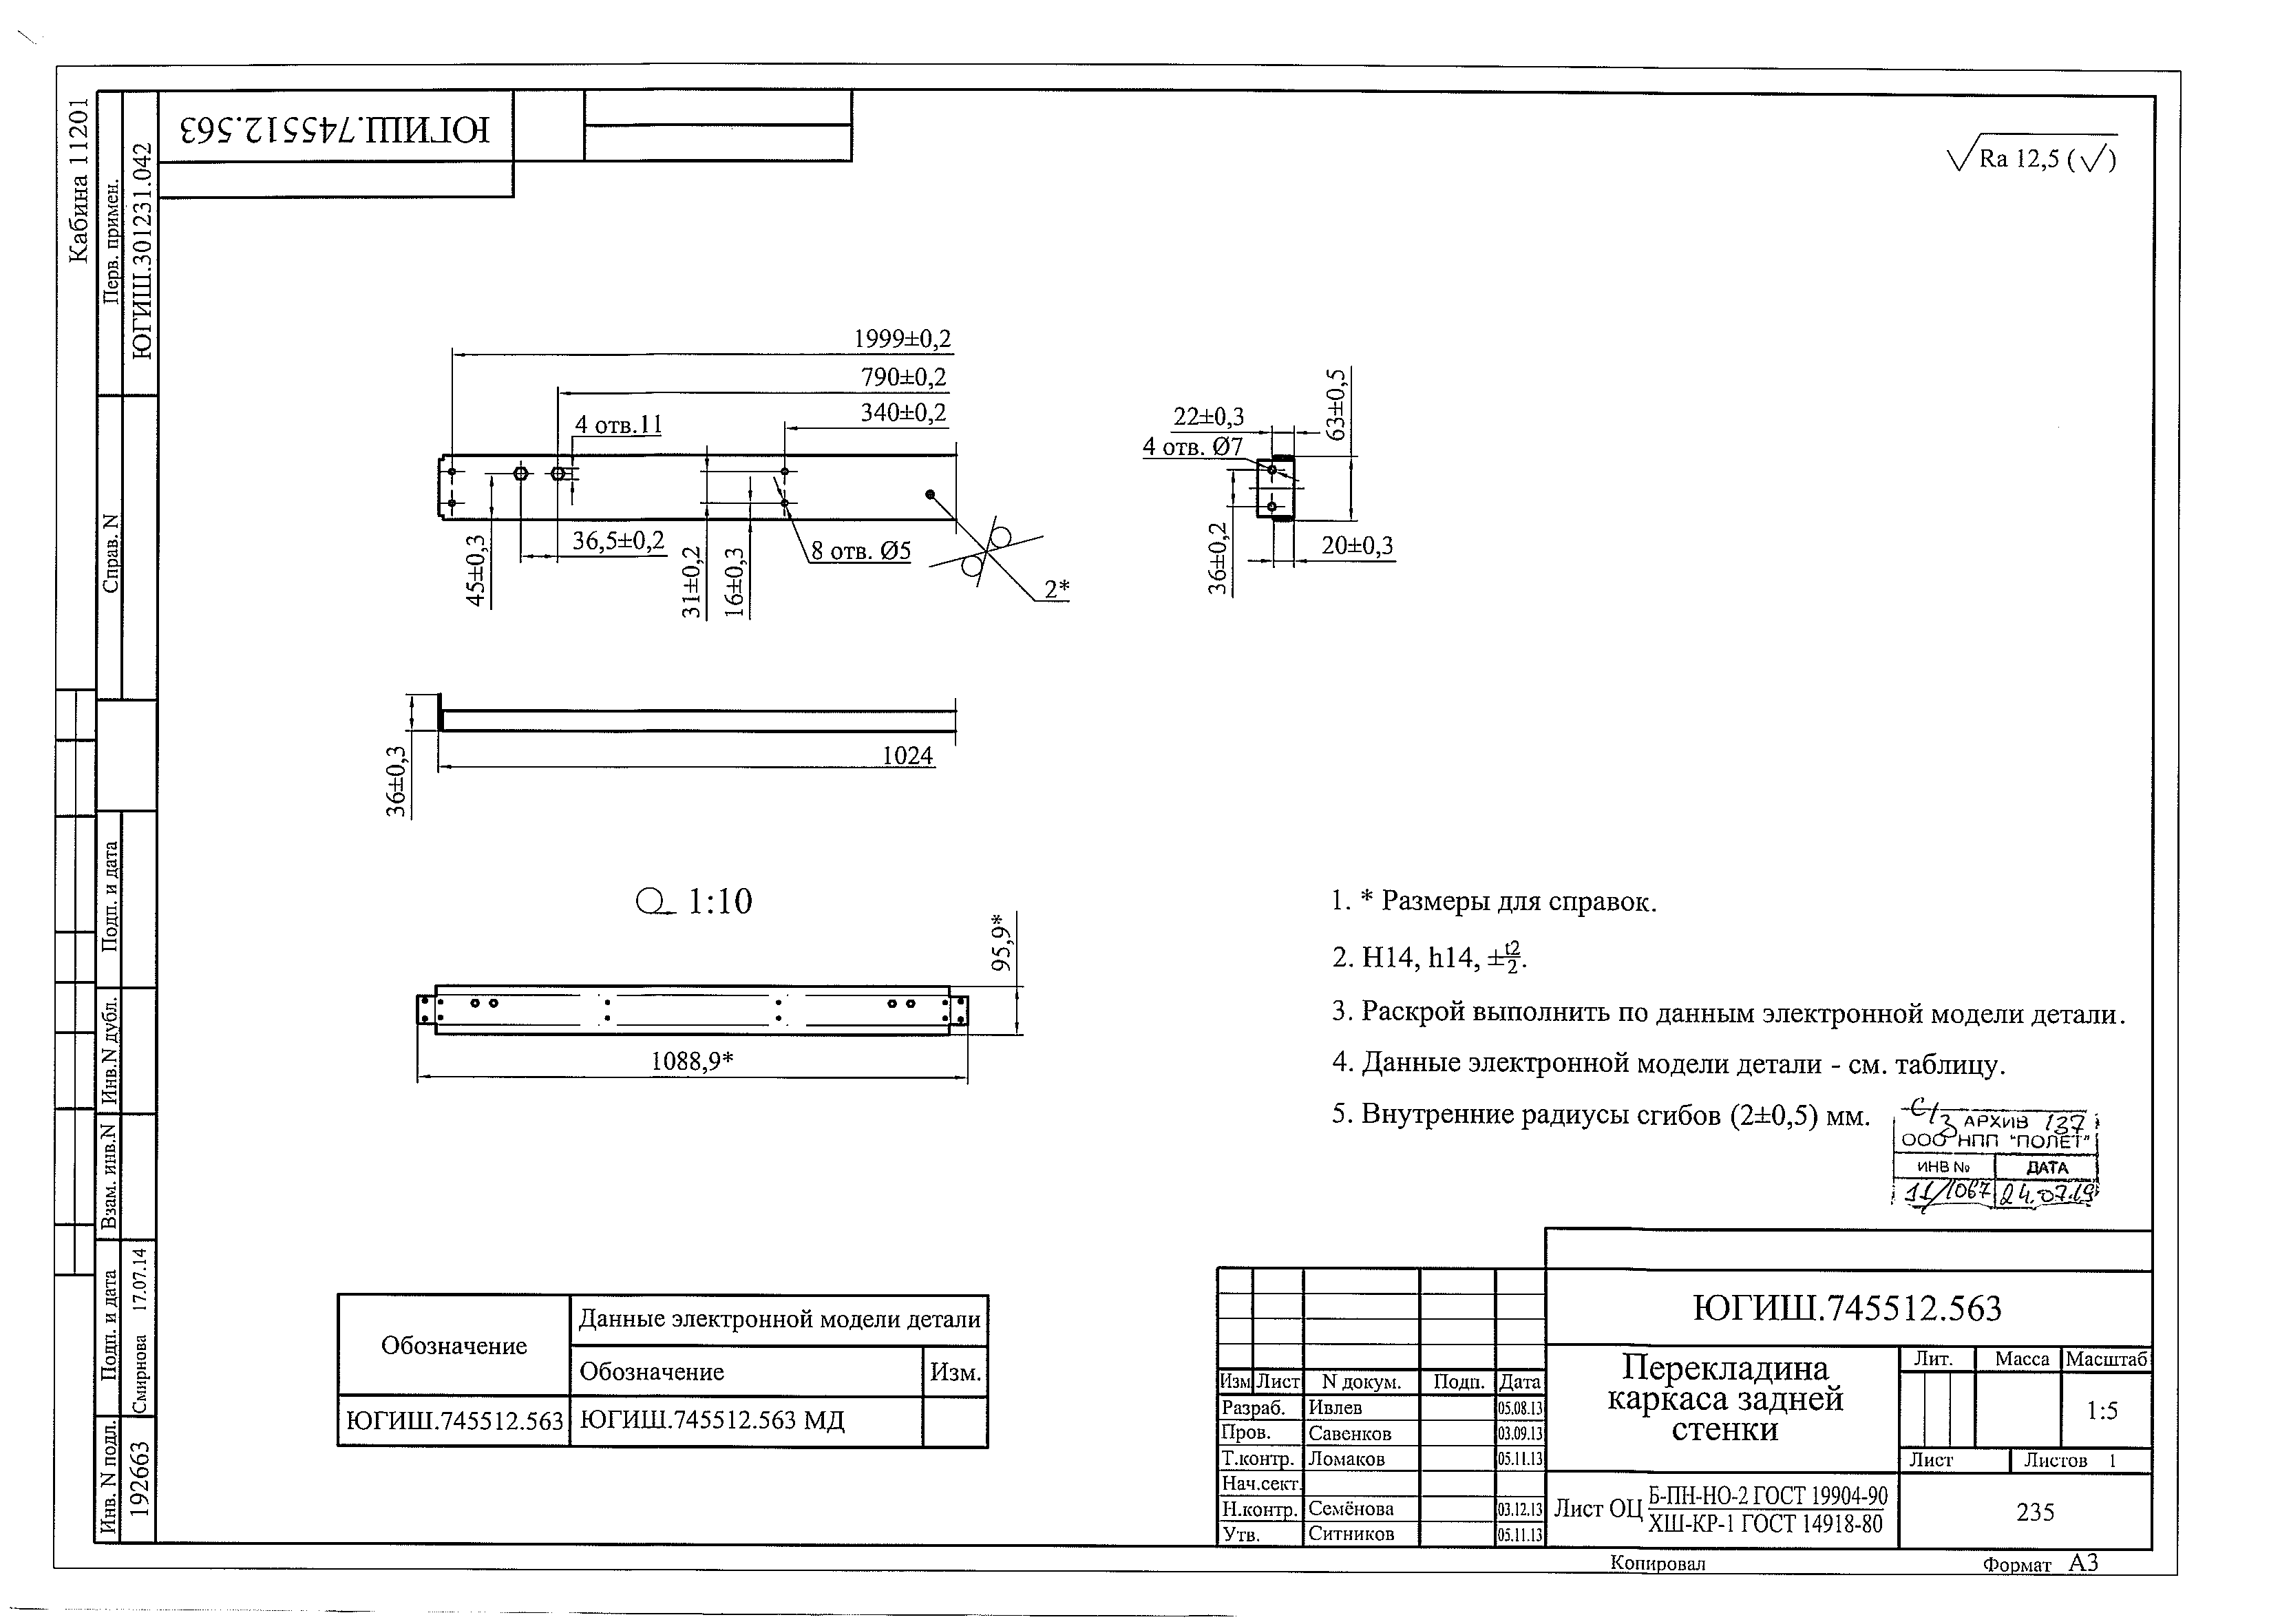 Кабина 11201
Перв. примен.
ЮГИШ.301231.042
Справ. N
Подп. и дата
Инв.N дубл.
Взам. инв.N
Подп. и дата
Смирнова 17.07.14
Инв. N подл.
192663
ЮГИШ.745512.563
Ra 12,5 (√)
1999±0,2
790±0,2
340±0,2
4 отв.11
45±0,3
36,5±0,2
31±0,2
16±0,3
8 отв. Ø5
2*
22±0,3
4 отв. Ø7
63±0,5
36±0,2
20±0,3
36±0,3
1024
1:10
95,9*
1088,9*
1. * Размеры для справок.
2. H14, h14, ±t2/2.
3. Раскрой выполнить по данным электронной модели детали.
4. Данные электронной модели детали - см. таблицу.
5. Внутренние радиусы сгибов (2±0,5) мм.
С/З АРХИВ 137
ООО НПП "ПОЛЕТ"
ИНВ № ДАТА
11/1067 24.07.19
Обозначение
Данные электронной модели детали
Обозначение Изм.
ЮГИШ.745512.563 ЮГИШ.745512.563 МД
ЮГИШ.745512.563
Перекладина
каркаса задней
стенки
Лит. Масса Масштаб
1:5
Лист Листов 1
Изм Лист N докум. Подп. Дата
Разраб. Ивлев 05.08.13
Пров. Савенков 03.09.13
Т.контр. Ломаков 05.11.13
Нач.сект.
Н.контр. Семёнова 03.12.13
Утв. Ситников 05.11.13
Лист ОЦ Б-ПН-НО-2 ГОСТ 19904-90
ХШ-КР-1 ГОСТ 14918-80
235
Копировал Формат А3